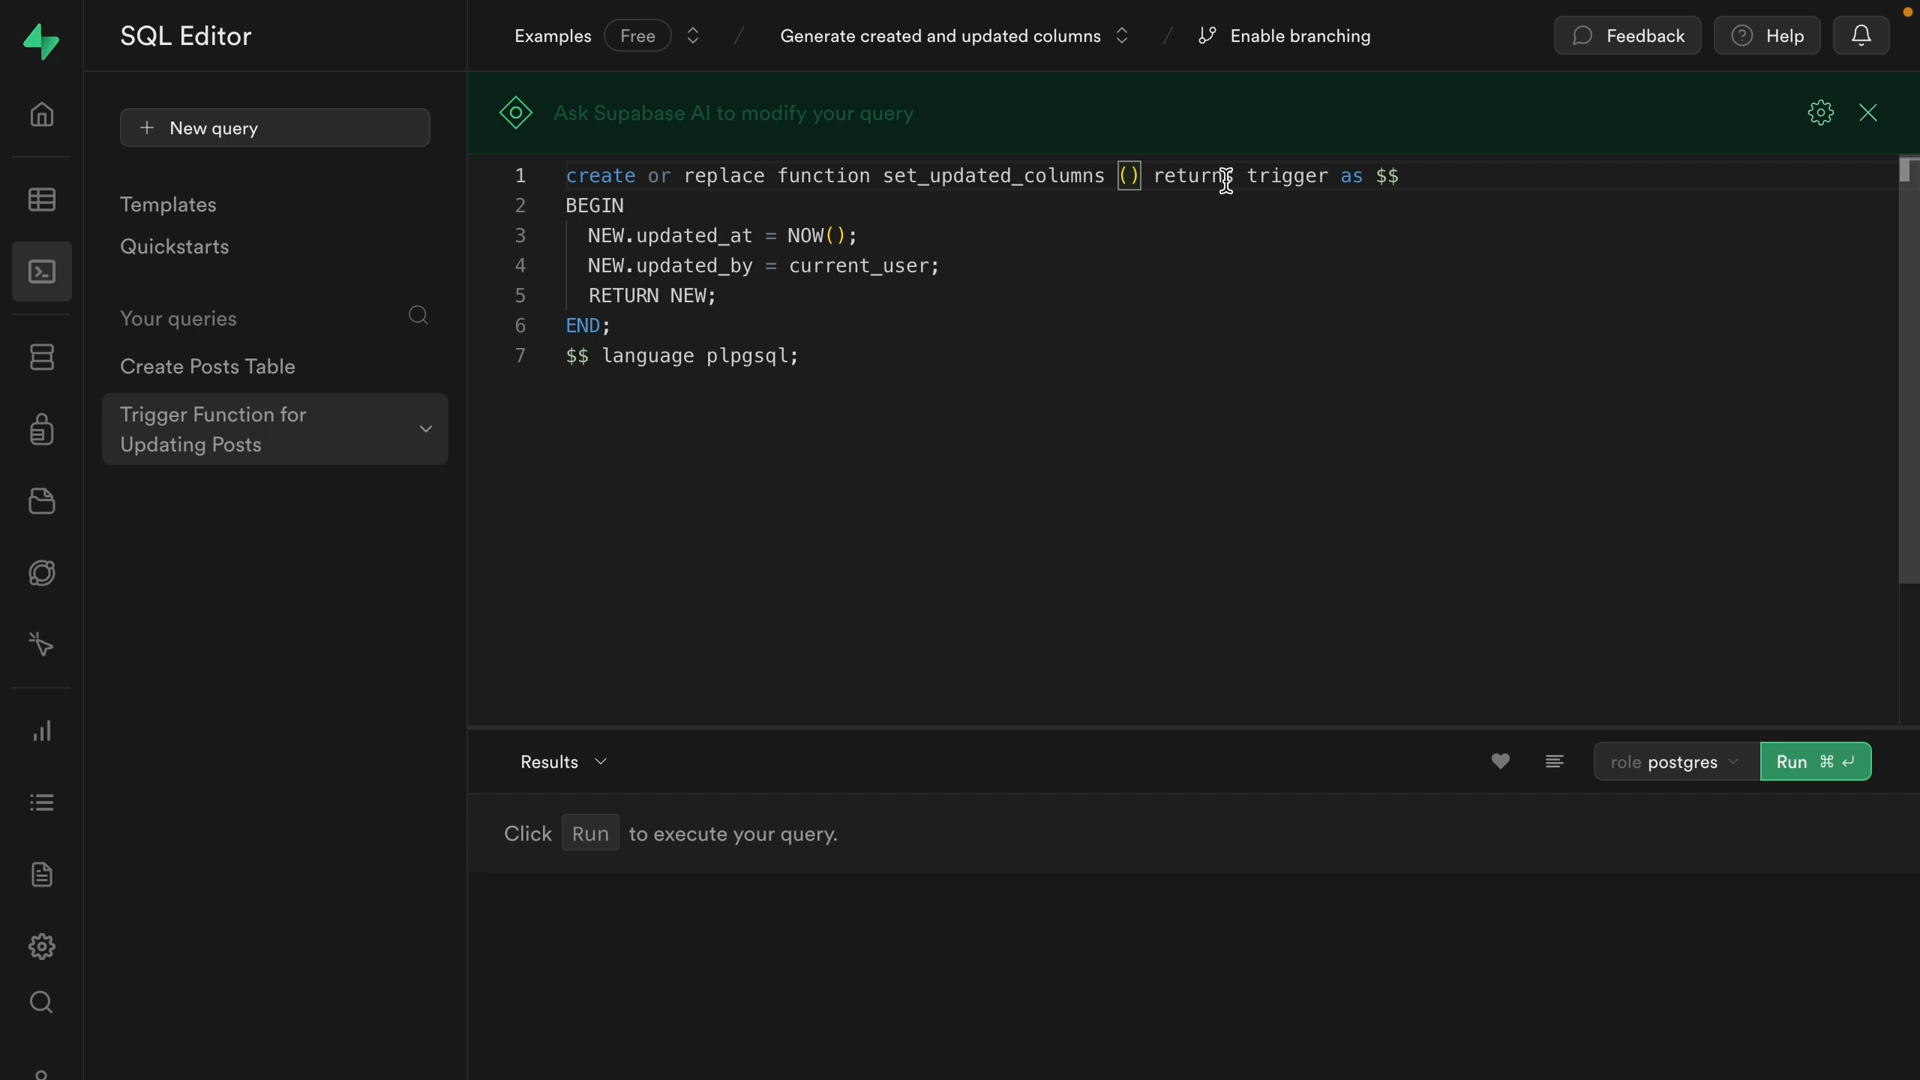 SQL Editor
Examples Free / Generate created and updated columns / Enable branching
Feedback
Help
+ New query
Templates
Quickstarts
Your queries
Create Posts Table
Trigger Function for
Updating Posts
Ask Supabase AI to modify your query
1 create or replace function set_updated_columns () returns trigger as $$
2 BEGIN
3 NEW.updated_at = NOW();
4 NEW.updated_by = current_user;
5 RETURN NEW;
6 END;
7 $$ language plpgsql;
Results
role postgres
Run ⌘ ↵
Click Run to execute your query.